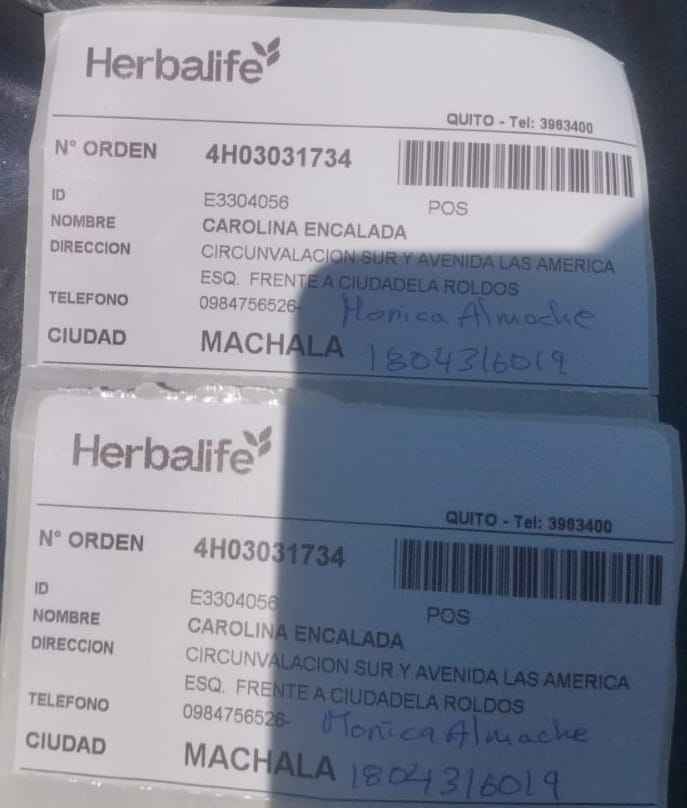 Herbalife
QUITO - Tel: 3983400
N° ORDEN 4H03031734
ID E3304056 POS
NOMBRE CAROLINA ENCALADA
DIRECCION CIRCUNVALACION SUR Y AVENIDA LAS AMERICA
ESQ. FRENTE A CIUDADELA ROLDOS
TELEFONO 0984756526- Monica Almache
CIUDAD MACHALA 1804316019
Herbalife
QUITO - Tel: 3983400
N° ORDEN 4H03031734
ID E3304056 POS
NOMBRE CAROLINA ENCALADA
DIRECCION CIRCUNVALACION SUR Y AVENIDA LAS AMERICA
ESQ. FRENTE A CIUDADELA ROLDOS
TELEFONO 0984756526- Monica Almache
CIUDAD MACHALA 1804316019